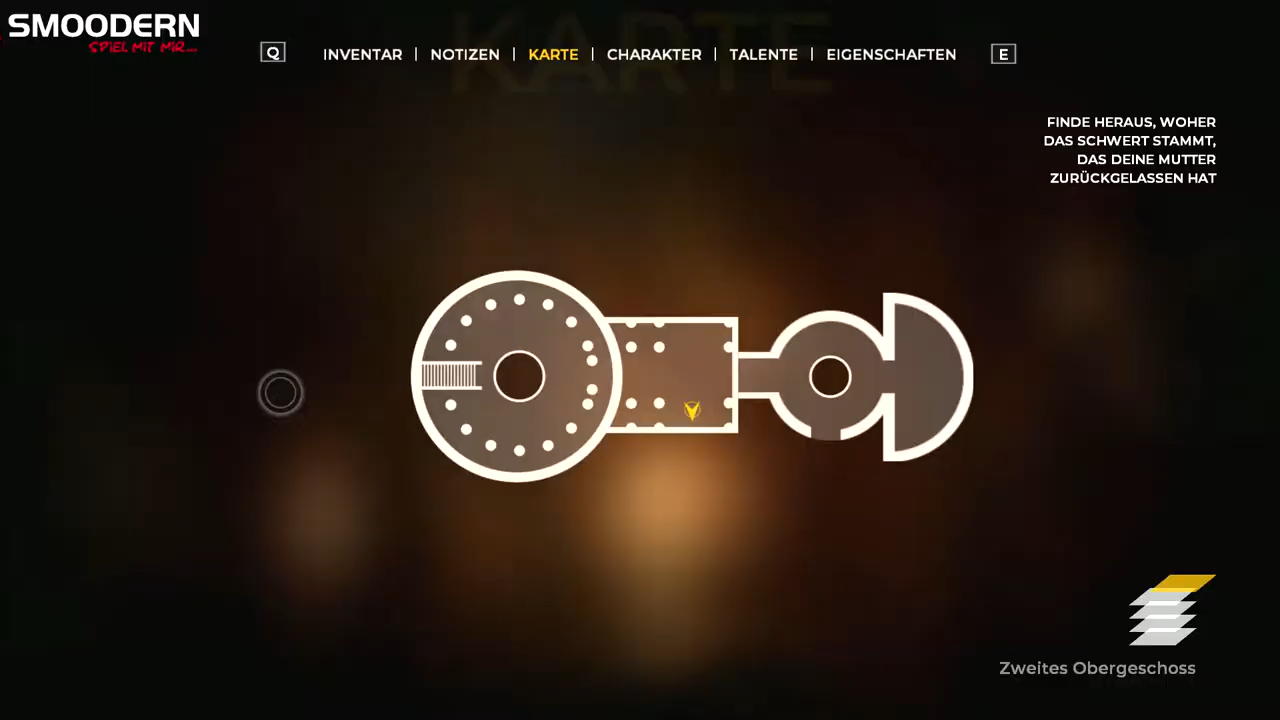 SMOODERN
SPIEL MIT MIR...
KARTE
Q INVENTAR | NOTIZEN | KARTE | CHARAKTER | TALENTE | EIGENSCHAFTEN E
FINDE HERAUS, WOHER
DAS SCHWERT STAMMT,
DAS DEINE MUTTER
ZURÜCKGELASSEN HAT
Zweites Obergeschoss